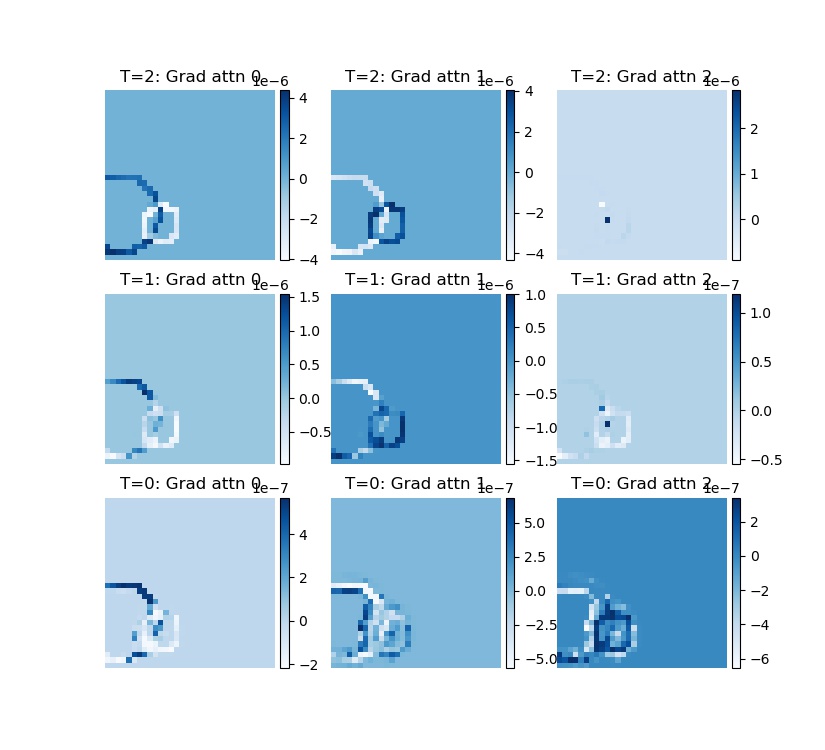 T=2: Grad attn 0
1e−6
4
2
0
−2
−4
T=2: Grad attn 1
1e−6
4
2
0
−2
−4
T=2: Grad attn 2
1e−6
2
1
0
T=1: Grad attn 0
1e−6
1.5
1.0
0.5
0.0
−0.5
T=1: Grad attn 1
1e−6
1.0
0.5
0.0
−0.5
−1.0
−1.5
T=1: Grad attn 2
1e−7
1.0
0.5
0.0
−0.5
T=0: Grad attn 0
1e−7
4
2
0
−2
T=0: Grad attn 1
1e−7
5.0
2.5
0.0
−2.5
−5.0
T=0: Grad attn 2
1e−7
2
0
−2
−4
−6